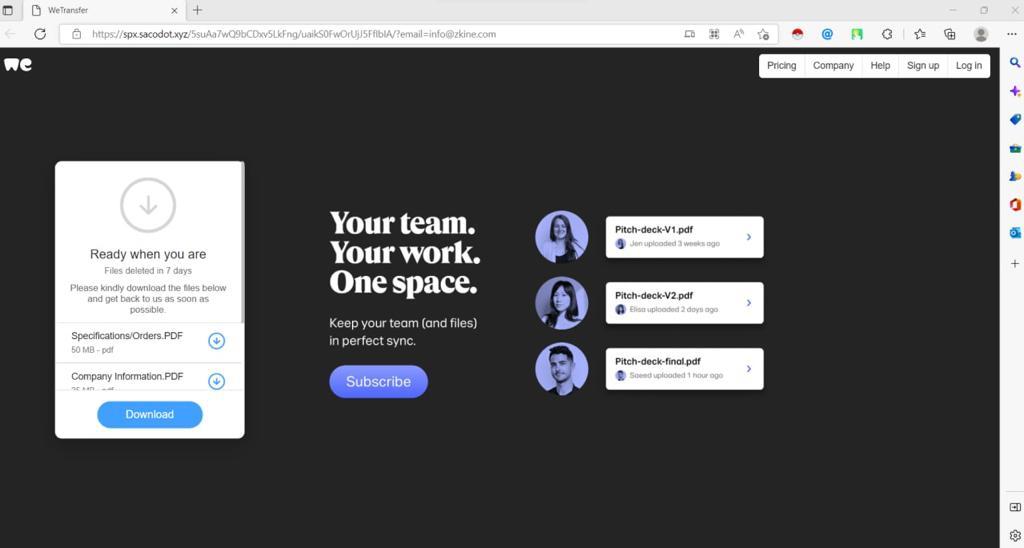 WeTransfer
https://spx.sacodot.xyz/5suAa7wQ9bCDxv5LkFng/uaikS0FwOrUjJ5FfIbIA/?email=info@zkine.com
we
Pricing
Company
Help
Sign up
Log in
Ready when you are
Files deleted in 7 days
Please kindly download the files below
and get back to us as soon as
possible.
Specifications/Orders.PDF
50 MB - pdf
Company Information.PDF
Download
Your team.
Your work.
One space.
Keep your team (and files)
in perfect sync.
Subscribe
Pitch-deck-V1.pdf
Jen uploaded 3 weeks ago
Pitch-deck-V2.pdf
Elisa uploaded 2 days ago
Pitch-deck-final.pdf
Saeed uploaded 1 hour ago